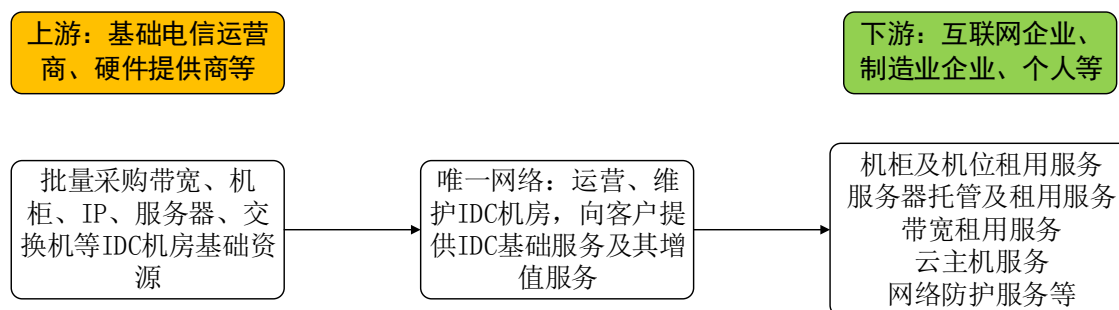 上游：基础电信运营
商、硬件提供商等
下游：互联网企业、
制造业企业、个人等
批量采购带宽、机
柜、IP、服务器、交
换机等IDC机房基础资
源
唯一网络：运营、维
护IDC机房，向客户提
供IDC基础服务及其增
值服务
机柜及机位租用服务
服务器托管及租用服务
带宽租用服务
云主机服务
网络防护服务等